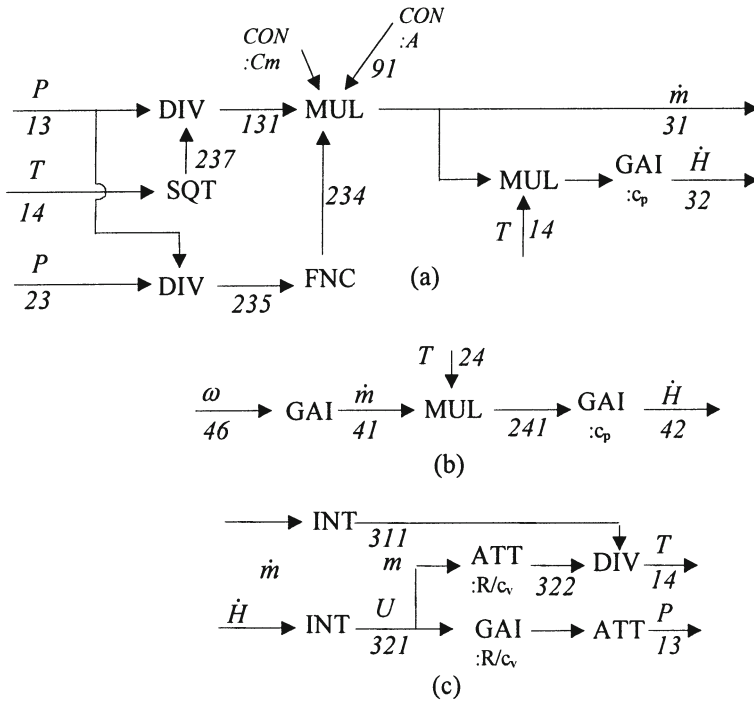 CON
:Cm
CON
:A
91
P
13
DIV
131
MUL
ṁ
31
237
T
14
SQT
234
MUL
GAI
:cₚ
Ḣ
32
T
14
P
23
DIV
235
FNC
(a)
T
24
ω
46
GAI
ṁ
41
MUL
241
GAI
:cₚ
Ḣ
42
(b)
INT
311
ṁ
m
ATT
:R/cᵥ
322
DIV
T
14
Ḣ
INT
U
321
GAI
:R/cᵥ
ATT
P
13
(c)